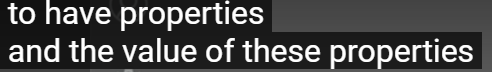 to have properties
and the value of these properties